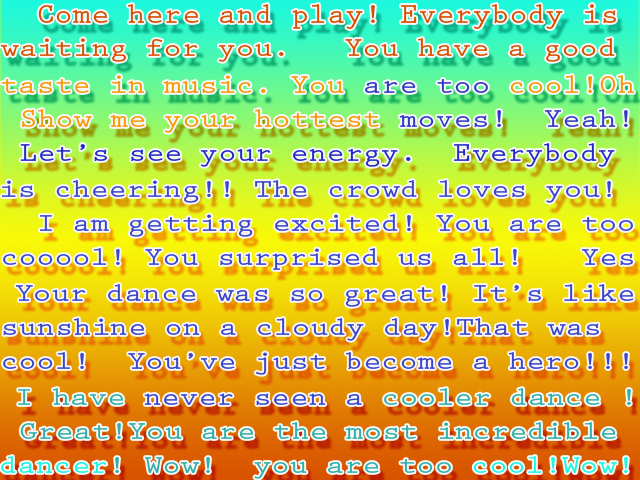 Come here and play! Everybody is
waiting for you. You have a good
taste in music. You are too cool!Oh
Show me your hottest moves! Yeah!
Let's see your energy. Everybody
is cheering!! The crowd loves you!
I am getting excited! You are too
cooool! You surprised us all! Yes
Your dance was so great! It's like
sunshine on a cloudy day!That was
cool! You've just become a hero!!!
I have never seen a cooler dance !
Great!You are the most incredible
dancer! Wow! you are too cool!Wow!